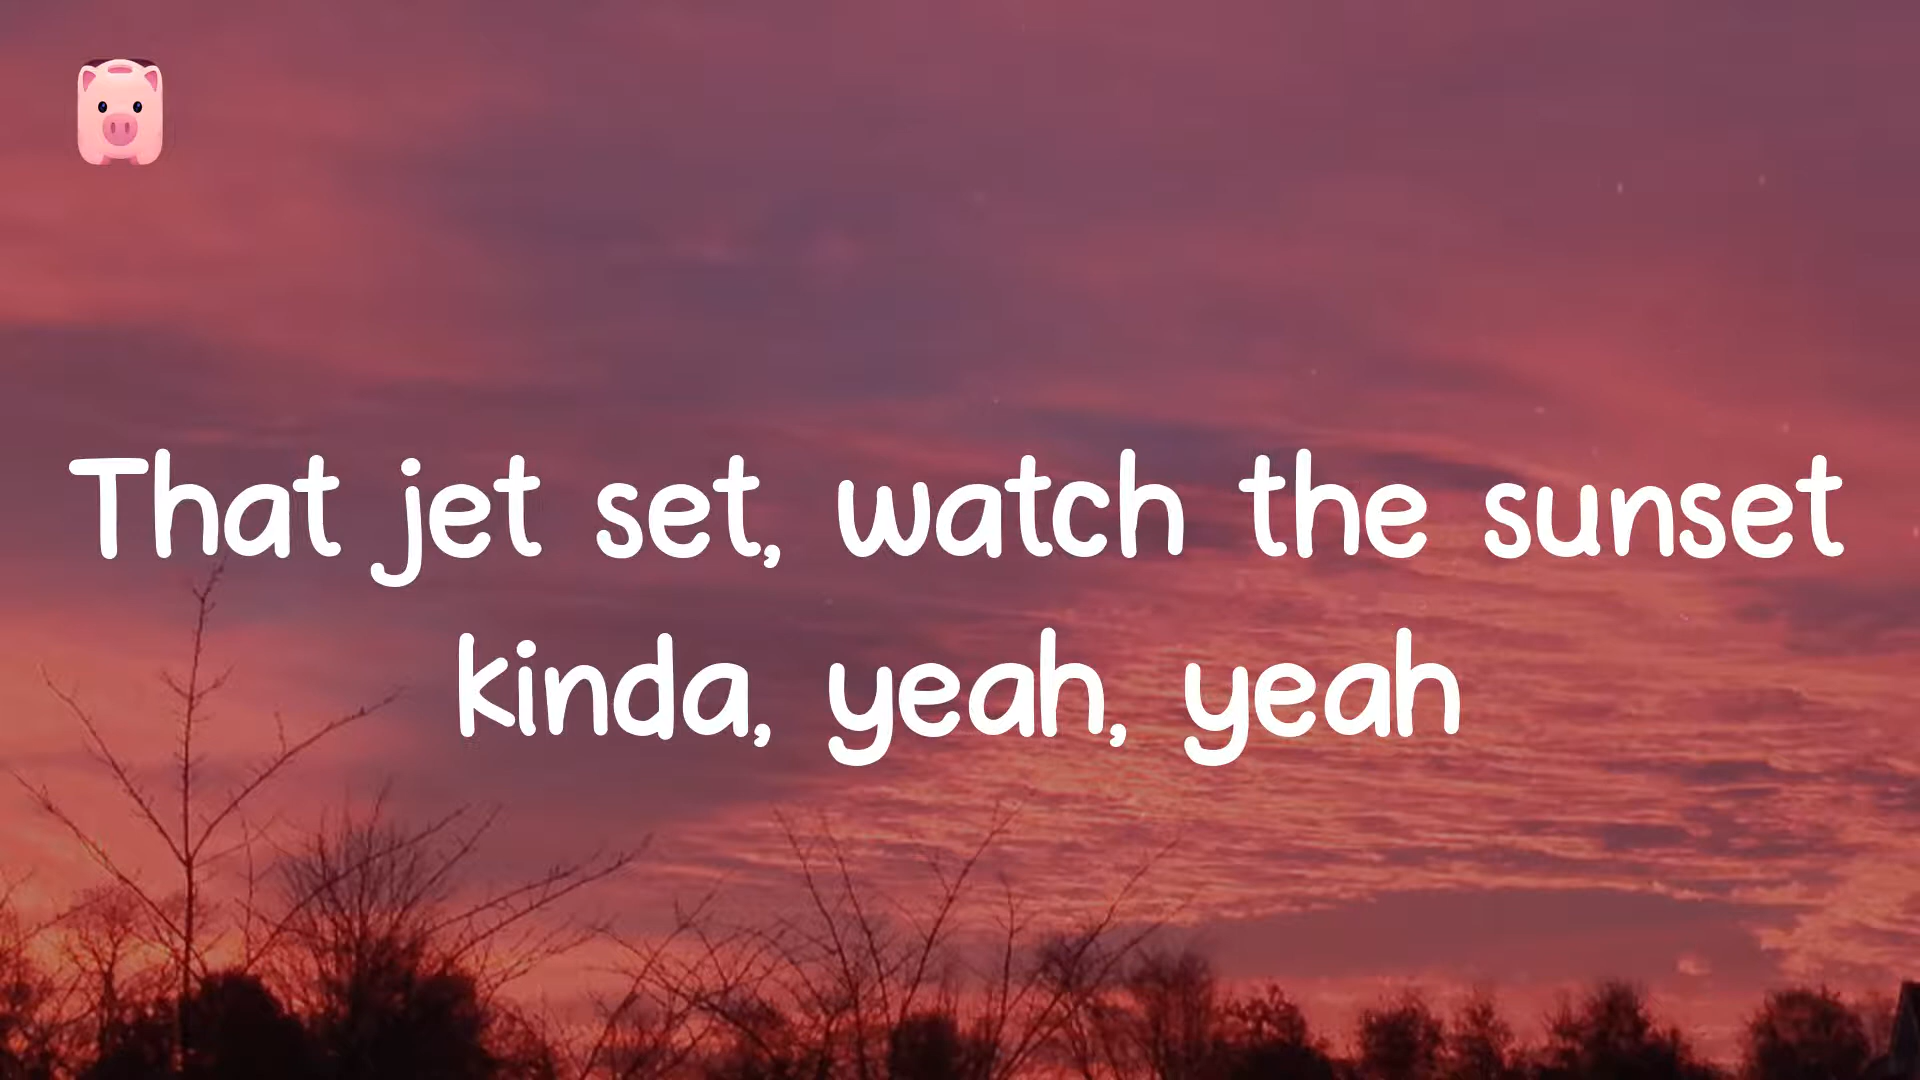 That jet set, watch the sunset
kinda, yeah, yeah